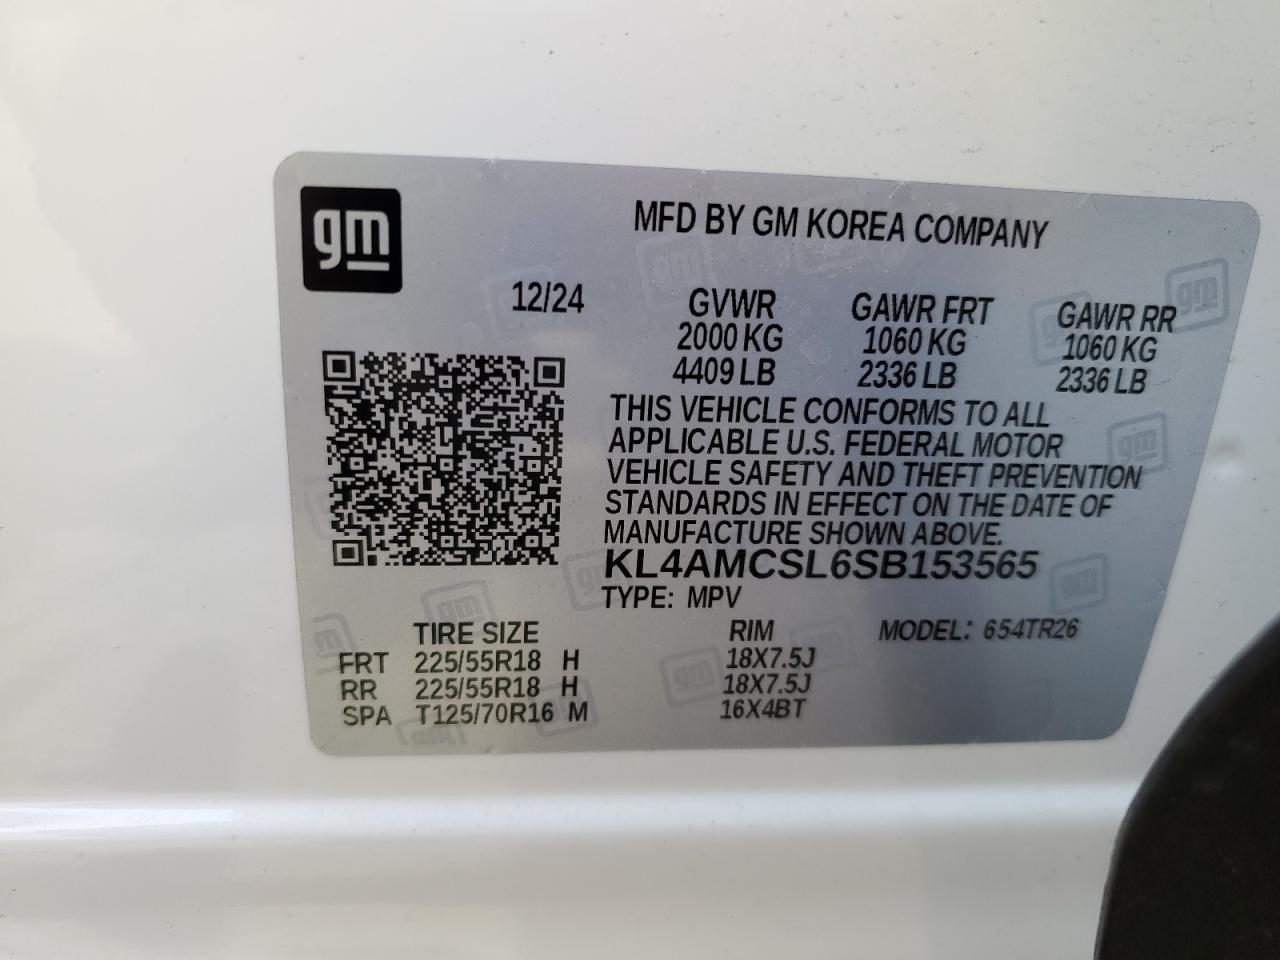 gm
MFD BY GM KOREA COMPANY
12/24 GVWR GAWR FRT GAWR RR
2000 KG 1060 KG 1060 KG
4409 LB 2336 LB 2336 LB
THIS VEHICLE CONFORMS TO ALL
APPLICABLE U.S. FEDERAL MOTOR
VEHICLE SAFETY AND THEFT PREVENTION
STANDARDS IN EFFECT ON THE DATE OF
MANUFACTURE SHOWN ABOVE.
KL4AMCSL6SB153565
TYPE: MPV
TIRE SIZE RIM MODEL: 654TR26
FRT 225/55R18 H 18X7.5J
RR 225/55R18 H 18X7.5J
SPA T125/70R16 M 16X4BT